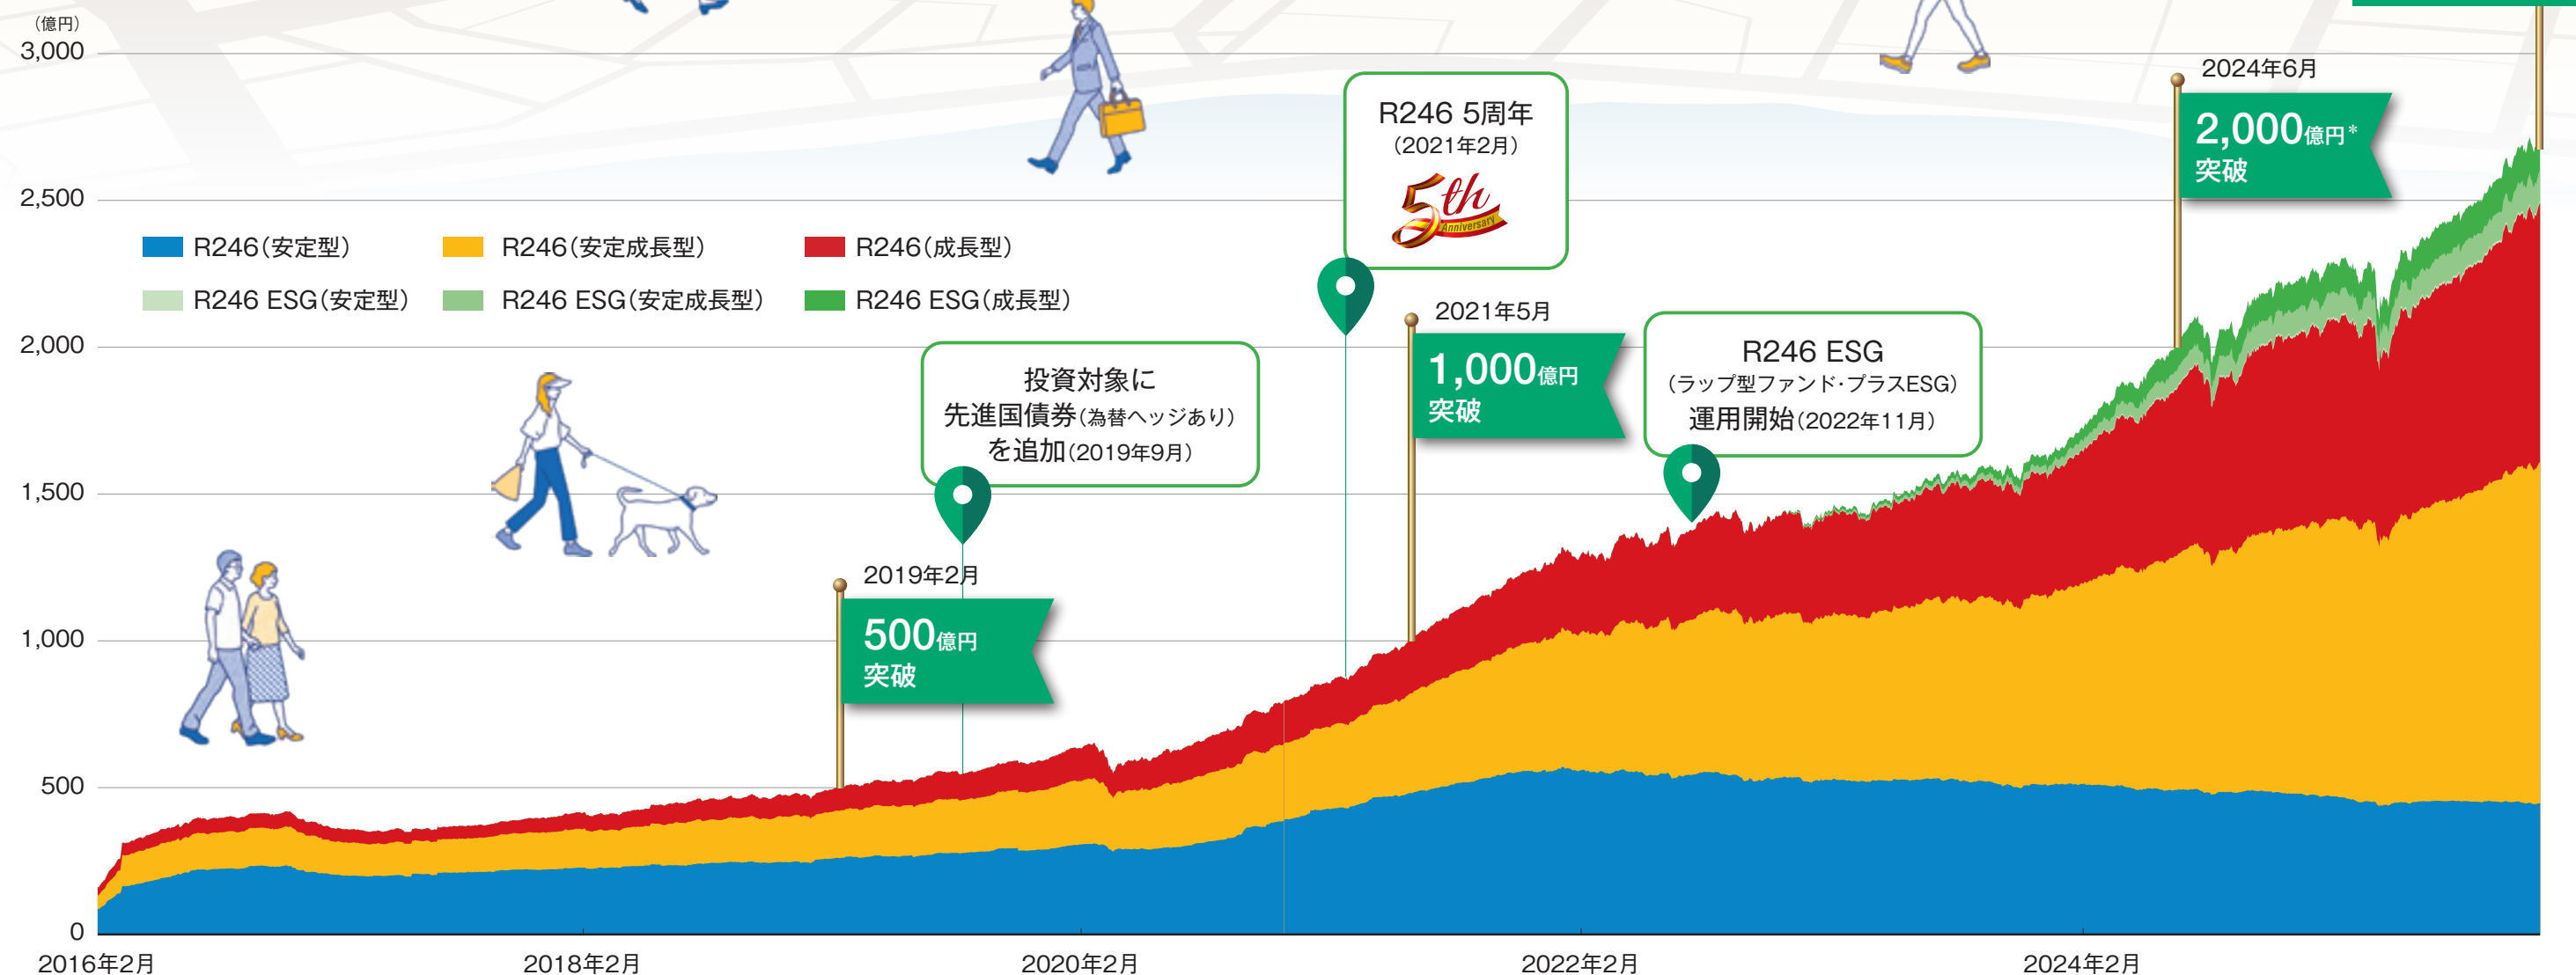 （億円）
3,000
2,500
2,000
1,500
1,000
500
0
R246（安定型）
R246（安定成長型）
R246（成長型）
R246 ESG（安定型）
R246 ESG（安定成長型）
R246 ESG（成長型）
2019年2月
500億円
突破
投資対象に
先進国債券（為替ヘッジあり）
を追加（2019年9月）
R246 5周年
（2021年2月）
5th
Anniversary
2021年5月
1,000億円
突破
R246 ESG
（ラップ型ファンド・プラスESG）
運用開始（2022年11月）
2024年6月
2,000億円*
突破
2016年2月
2018年2月
2020年2月
2022年2月
2024年2月